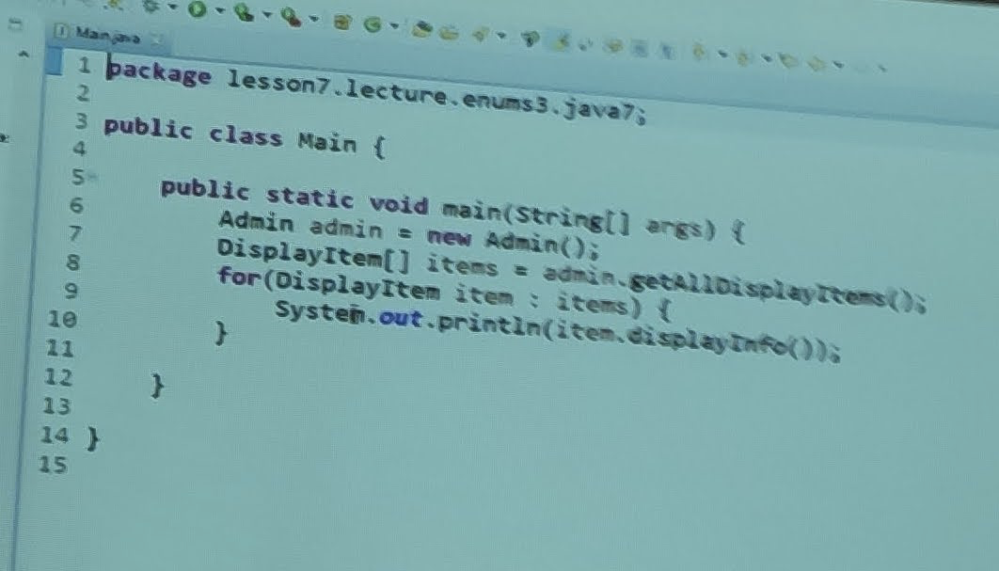 Main.java
1 package lesson7.lecture.enums3.java7;
2
3 public class Main {
4
5 public static void main(String[] args) {
6 Admin admin = new Admin();
7 DisplayItem[] items = admin.getAllDisplayItems();
8 for(DisplayItem item : items) {
9 System.out.println(item.displayInfo());
10 }
11
12 }
13
14 }
15